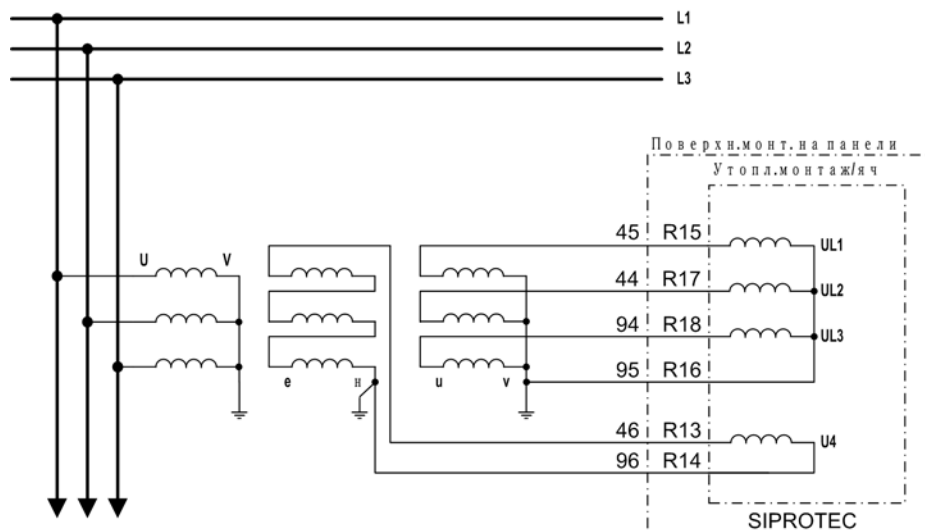 L1
L2
L3
Поверхн.монт.на панели
Утопл.монтаж/яч
45 R15 UL1
U V
44 R17 UL2
94 R18 UL3
95 R16
e н u v
46 R13 U4
96 R14
SIPROTEC